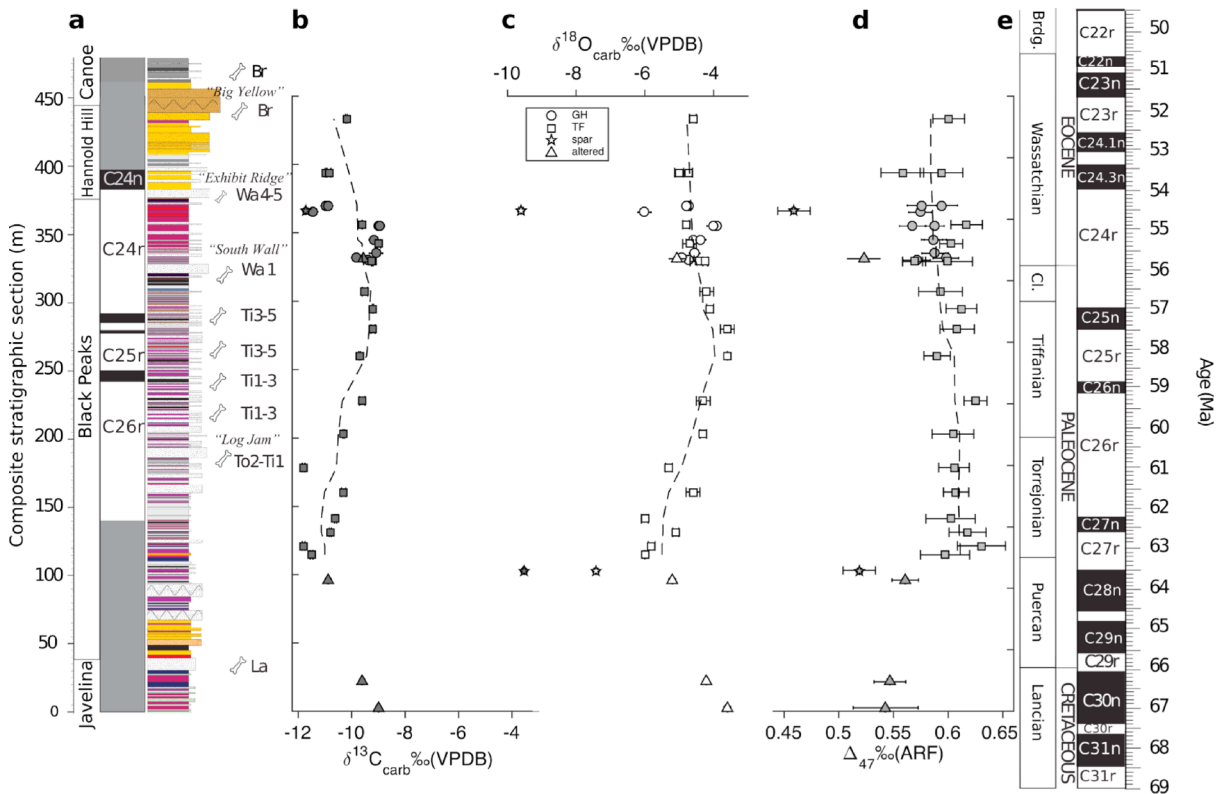 a
b
c
d
e
Composite stratigraphic section (m)
450
400
350
300
250
200
150
100
50
0
Canoe
Hannold Hill
Black Peaks
Javelina
C24n
C24r
C25r
C26r
Br
"Big Yellow"
Br
"Exhibit Ridge"
Wa4-5
"South Wall"
Wa1
Ti3-5
Ti3-5
Ti1-3
Ti1-3
"Log Jam"
To2-Ti1
La
-12 -10 -8 -6 -4
δ13Ccarb‰(VPDB)
δ18Ocarb‰(VPDB)
-10 -8 -6 -4
GH
TF
spar
altered
0.45 0.5 0.55 0.6 0.65
Δ47‰(ARF)
Brdg.
Wassatchian
Cl.
Tiffanian
Torrejonian
Puercan
Lancian
EOCENE
PALEOCENE
CRETACEOUS
C22r
C22n
C23n
C23r
C24.1n
C24.3n
C24r
C25n
C25r
C26n
C26r
C27n
C27r
C28n
C29n
C29r
C30n
C30r
C31n
C31r
50
51
52
53
54
55
56
57
58
59
60
61
62
63
64
65
66
67
68
69
Age (Ma)